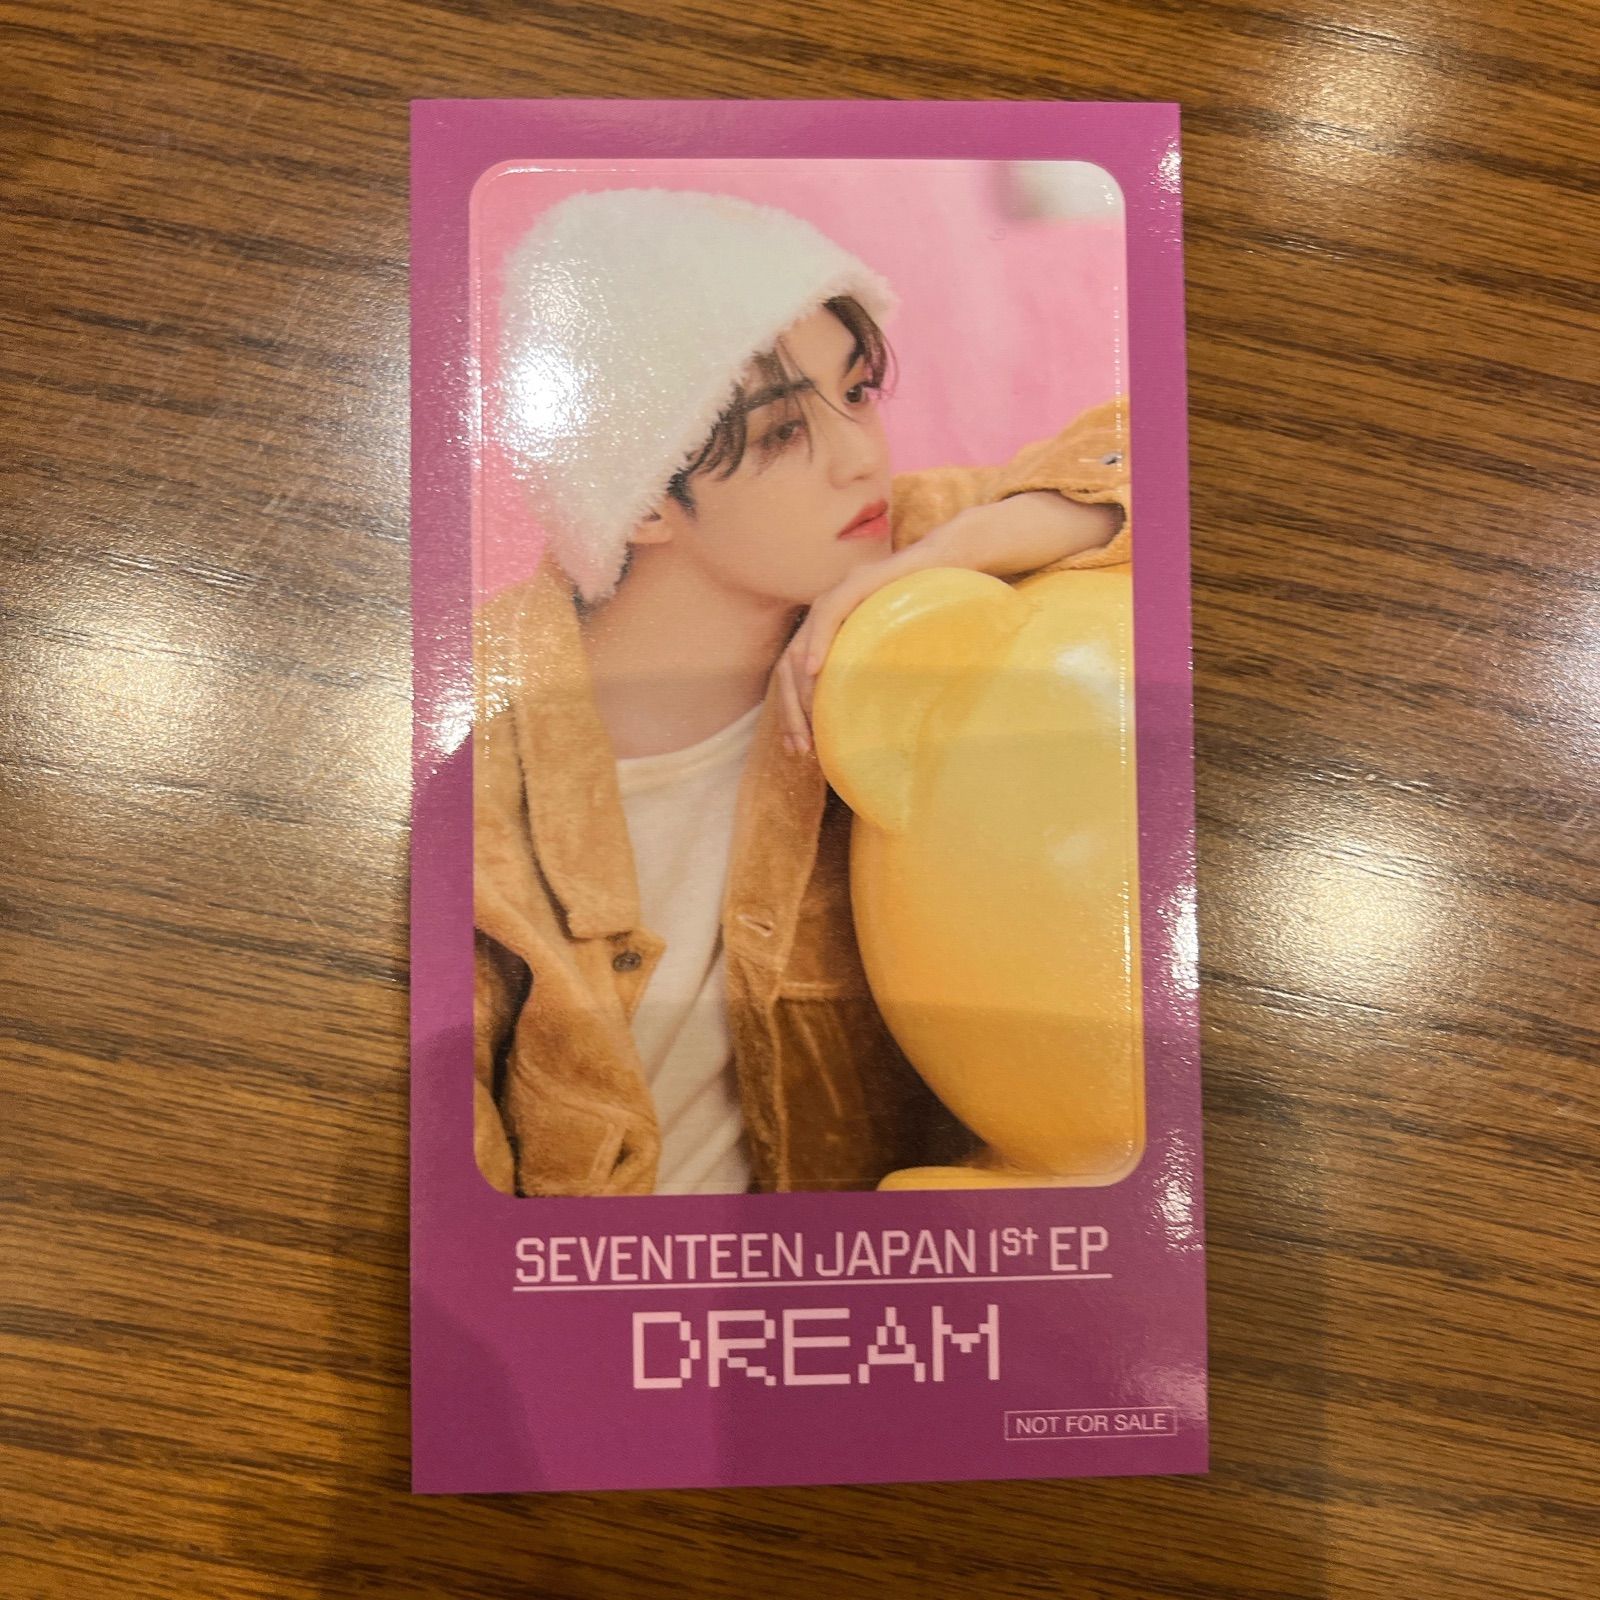 SEVENTEEN JAPAN 1St EP
DREAM
NOT FOR SALE